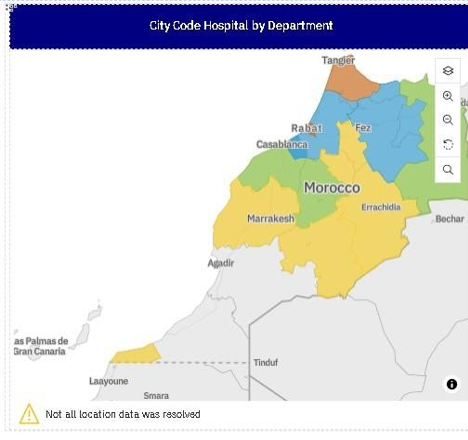 City Code Hospital by Department
Tangier
Rabat
Fez
Casablanca
Morocco
Errachidia
Marrakesh
Bechar
Agadir
as Palmas de
Gran Canaria
Tinduf
Laayoune
Smara
Not all location data was resolved